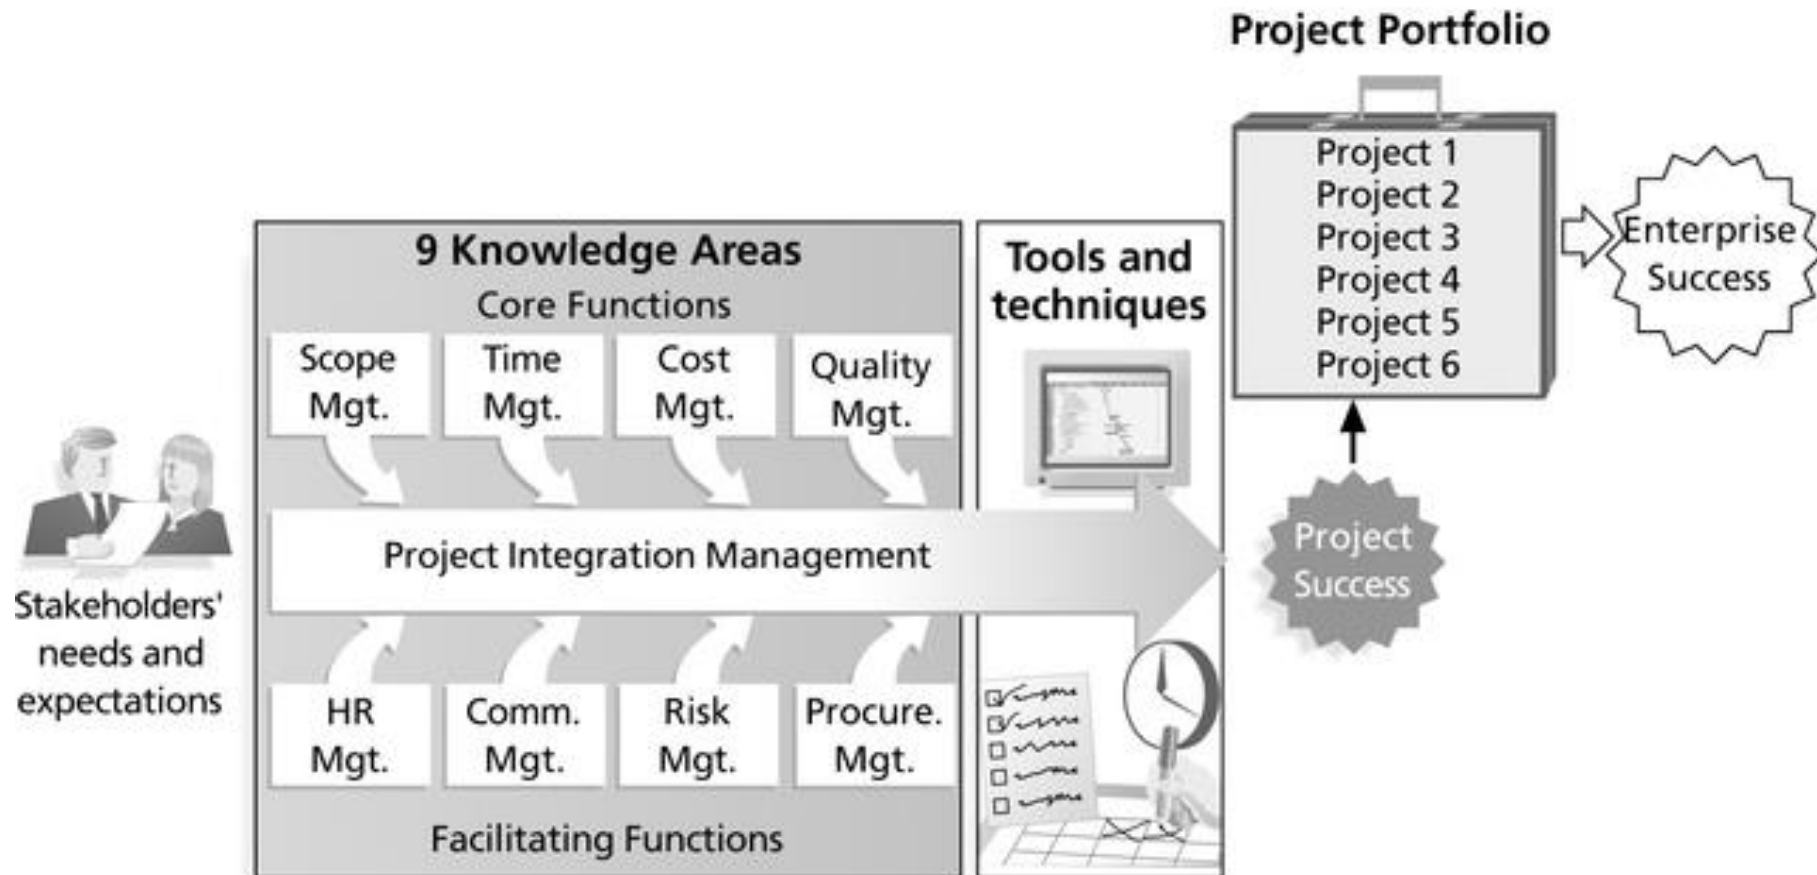 Project Portfolio
Project 1
Project 2
Project 3
Project 4
Project 5
Project 6
Enterprise
Success
9 Knowledge Areas
Core Functions
Scope
Mgt.
Time
Mgt.
Cost
Mgt.
Quality
Mgt.
Tools and
techniques
Stakeholders'
needs and
expectations
Project Integration Management
Project
Success
HR
Mgt.
Comm.
Mgt.
Risk
Mgt.
Procure.
Mgt.
Facilitating Functions